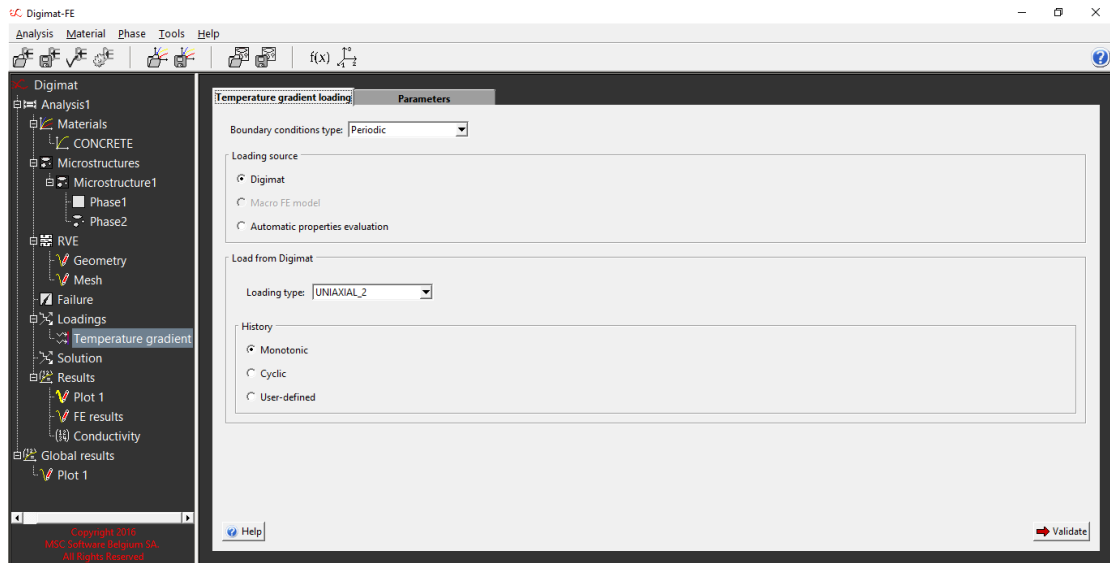 Digimat-FE
Analysis Material Phase Tools Help
f(x)
Digimat
Analysis1
Materials
CONCRETE
Microstructures
Microstructure1
Phase1
Phase2
RVE
Geometry
Mesh
Failure
Loadings
Temperature gradient
Solution
Results
Plot 1
FE results
Conductivity
Global results
Plot 1
Copyright 2016
MSC Software Belgium SA.
All Rights Reserved
Temperature gradient loading Parameters
Boundary conditions type: Periodic
Loading source
Digimat
Macro FE model
Automatic properties evaluation
Load from Digimat
Loading type: UNIAXIAL_2
History
Monotonic
Cyclic
User-defined
Help Validate